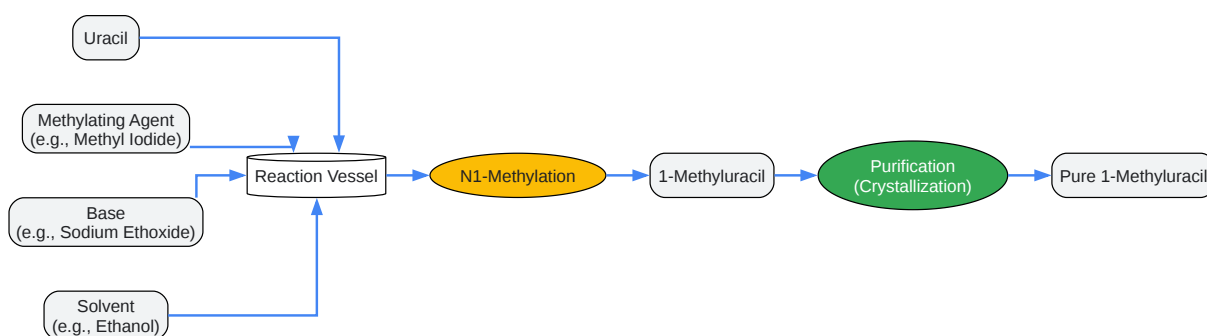 Uracil
Methylating Agent
(e.g., Methyl Iodide)
Reaction Vessel
N1-Methylation
1-Methyluracil
Purification
(Crystallization)
Pure 1-Methyluracil
Base
(e.g., Sodium Ethoxide)
Solvent
(e.g., Ethanol)